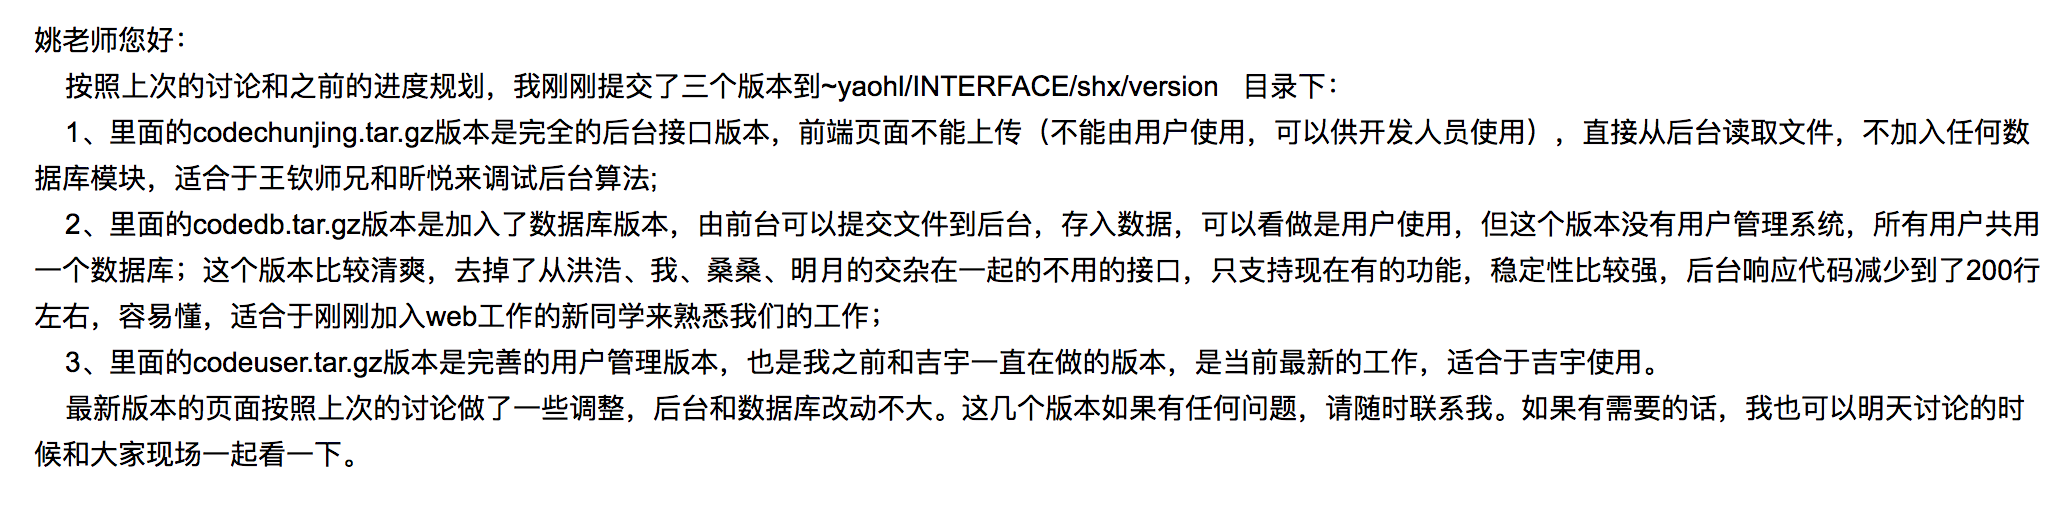 姚老师您好：
按照上次的讨论和之前的进度规划，我刚刚提交了三个版本到~yaohl/INTERFACE/shx/version   目录下：
1、里面的codechunjing.tar.gz版本是完全的后台接口版本，前端页面不能上传（不能由用户使用，可以供开发人员使用），直接从后台读取文件，不加入任何数
据库模块，适合于王钦师兄和昕悦来调试后台算法;
2、里面的codedb.tar.gz版本是加入了数据库版本，由前台可以提交文件到后台，存入数据，可以看做是用户使用，但这个版本没有用户管理系统，所有用户共用
一个数据库；这个版本比较清爽，去掉了从洪浩、我、桑桑、明月的交杂在一起的不用的接口，只支持现在有的功能，稳定性比较强，后台响应代码减少到了200行
左右，容易懂，适合于刚刚加入web工作的新同学来熟悉我们的工作；
3、里面的codeuser.tar.gz版本是完善的用户管理版本，也是我之前和吉宇一直在做的版本，是当前最新的工作，适合于吉宇使用。
最新版本的页面按照上次的讨论做了一些调整，后台和数据库改动不大。这几个版本如果有任何问题，请随时联系我。如果有需要的话，我也可以明天讨论的时
候和大家现场一起看一下。